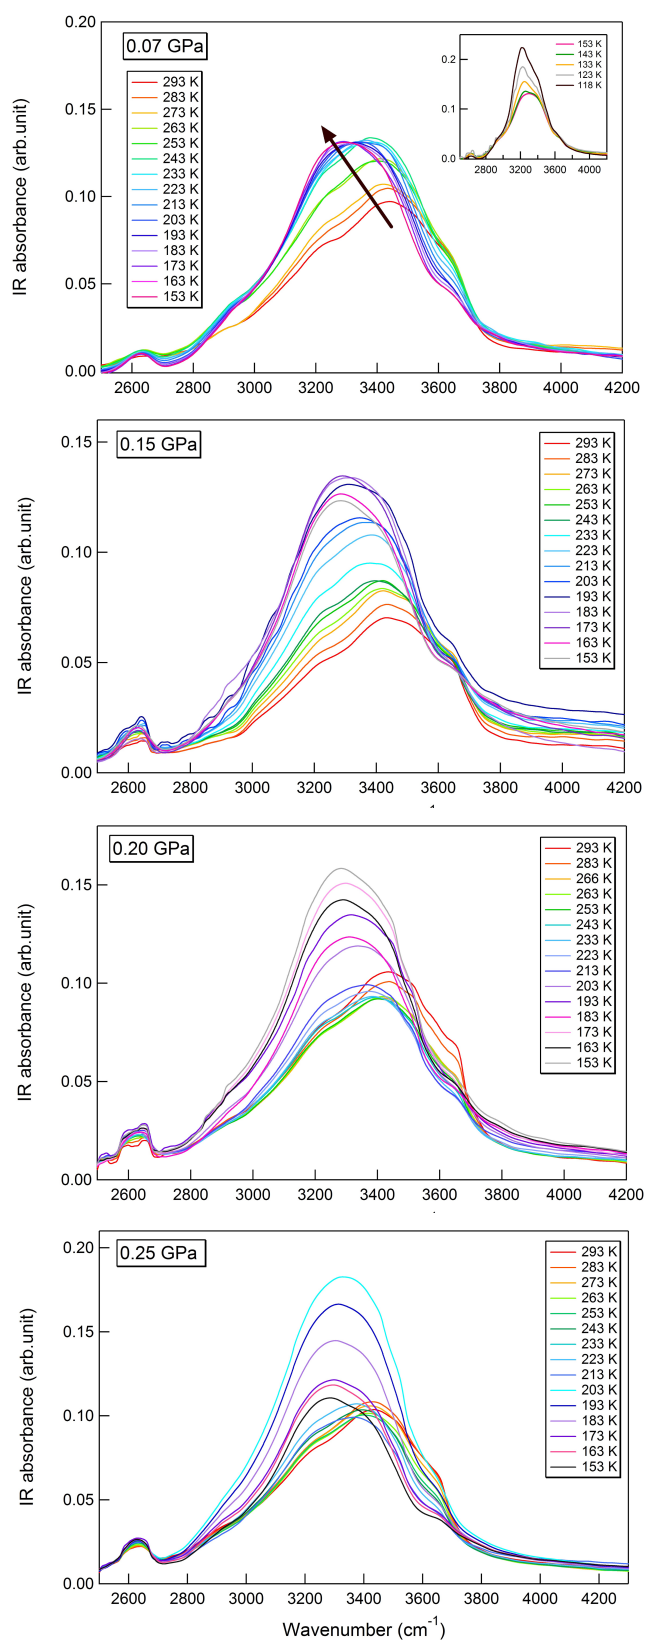 0.20
0.15
0.10
0.05
0.00
IR absorbance (arb.unit)
0.07 GPa
293 K
283 K
273 K
263 K
253 K
243 K
233 K
223 K
213 K
203 K
193 K
183 K
173 K
163 K
153 K
0.2
0.1
0.0
153 K
143 K
133 K
123 K
118 K
2800 3200 3600 4000
2600 2800 3000 3200 3400 3600 3800 4000 4200
0.15
0.10
0.05
0.00
IR absorbance (arb.unit)
0.15 GPa
293 K
283 K
273 K
263 K
253 K
243 K
233 K
223 K
213 K
203 K
193 K
183 K
173 K
163 K
153 K
2600 2800 3000 3200 3400 3600 3800 4000 4200
0.15
0.10
0.05
0.00
IR absorbance (arb.unit)
0.20 GPa
293 K
283 K
266 K
263 K
253 K
243 K
233 K
223 K
213 K
203 K
193 K
183 K
173 K
163 K
153 K
2600 2800 3000 3200 3400 3600 3800 4000 4200
0.20
0.15
0.10
0.05
0.00
IR absorbance (arb.unit)
0.25 GPa
293 K
283 K
273 K
263 K
253 K
243 K
233 K
223 K
213 K
203 K
193 K
183 K
173 K
163 K
153 K
2600 2800 3000 3200 3400 3600 3800 4000 4200
Wavenumber (cm⁻¹)